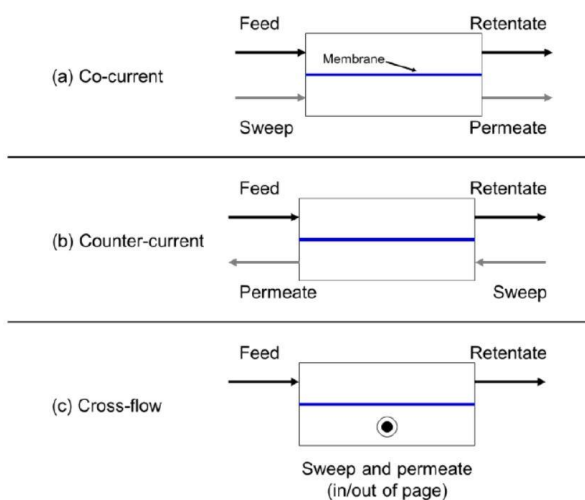 Feed Retentate
(a) Co-current
Membrane
Sweep Permeate
Feed Retentate
(b) Counter-current
Permeate Sweep
Feed Retentate
(c) Cross-flow
Sweep and permeate
(in/out of page)